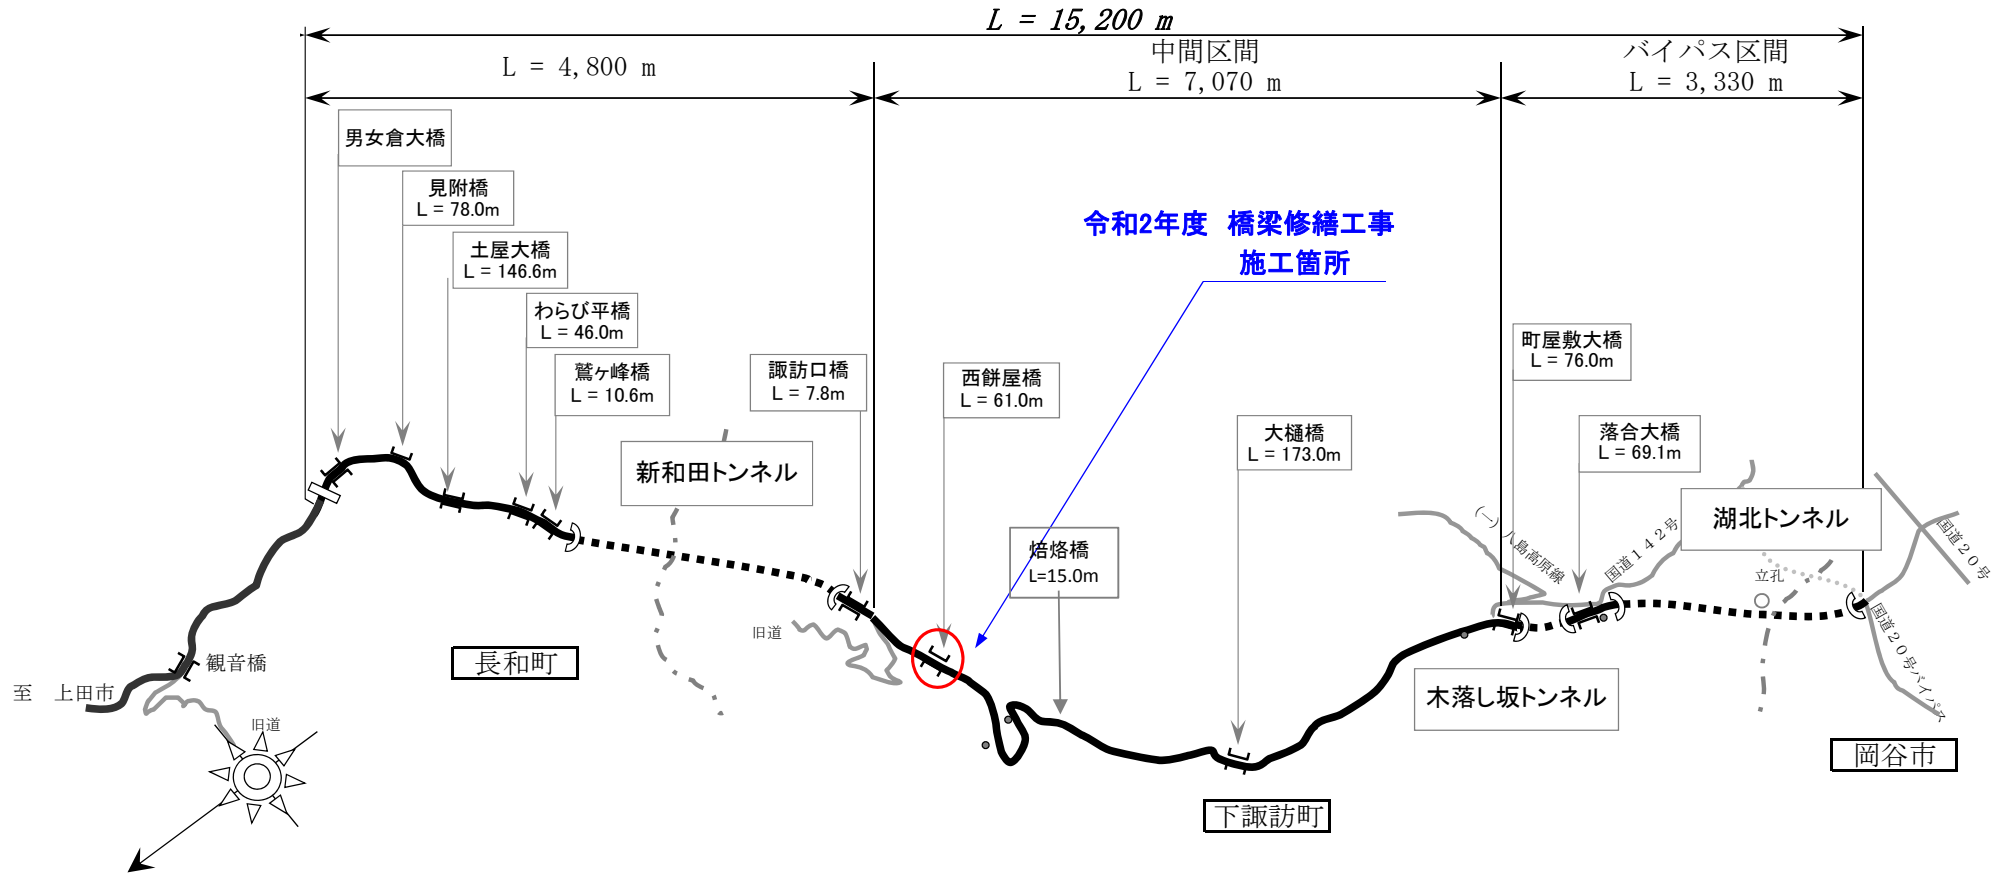 L = 15,200 m
L = 4,800 m
中間区間
L = 7,070 m
バイパス区間
L = 3,330 m
男女倉大橋
見附橋
L = 78.0m
土屋大橋
L = 146.6m
わらび平橋
L = 46.0m
鷲ヶ峰橋
L = 10.6m
新和田トンネル
諏訪口橋
L = 7.8m
令和2年度 橋梁修繕工事
施工箇所
西餅屋橋
L = 61.0m
焙烙橋
L=15.0m
大樋橋
L = 173.0m
町屋敷大橋
L = 76.0m
落合大橋
L = 69.1m
湖北トンネル
(一)八島高原線
国道142号
立孔
国道20号
国道20号バイパス
木落し坂トンネル
旧道
観音橋
至 上田市
旧道
長和町
下諏訪町
岡谷市